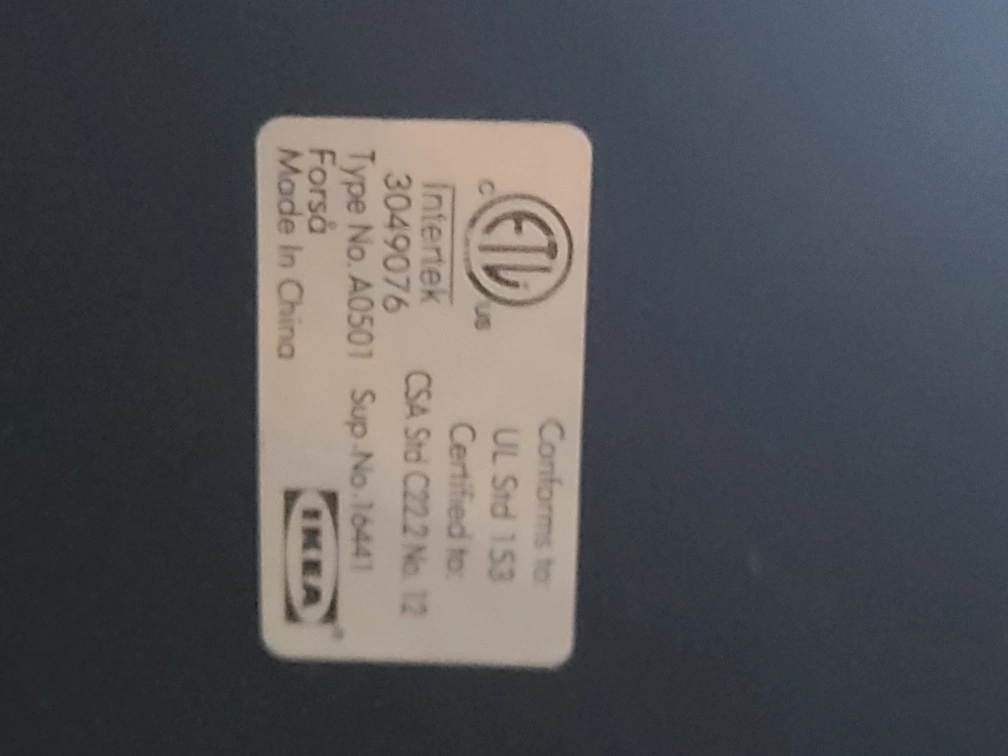 Conforms to:
UL Std 153
Certified to:
CSA Std C22.2 No. 12
c ETL us
Intertek
3049076
Type No. A0501 Sup.No.16441
Forså
Made In China
IKEA®